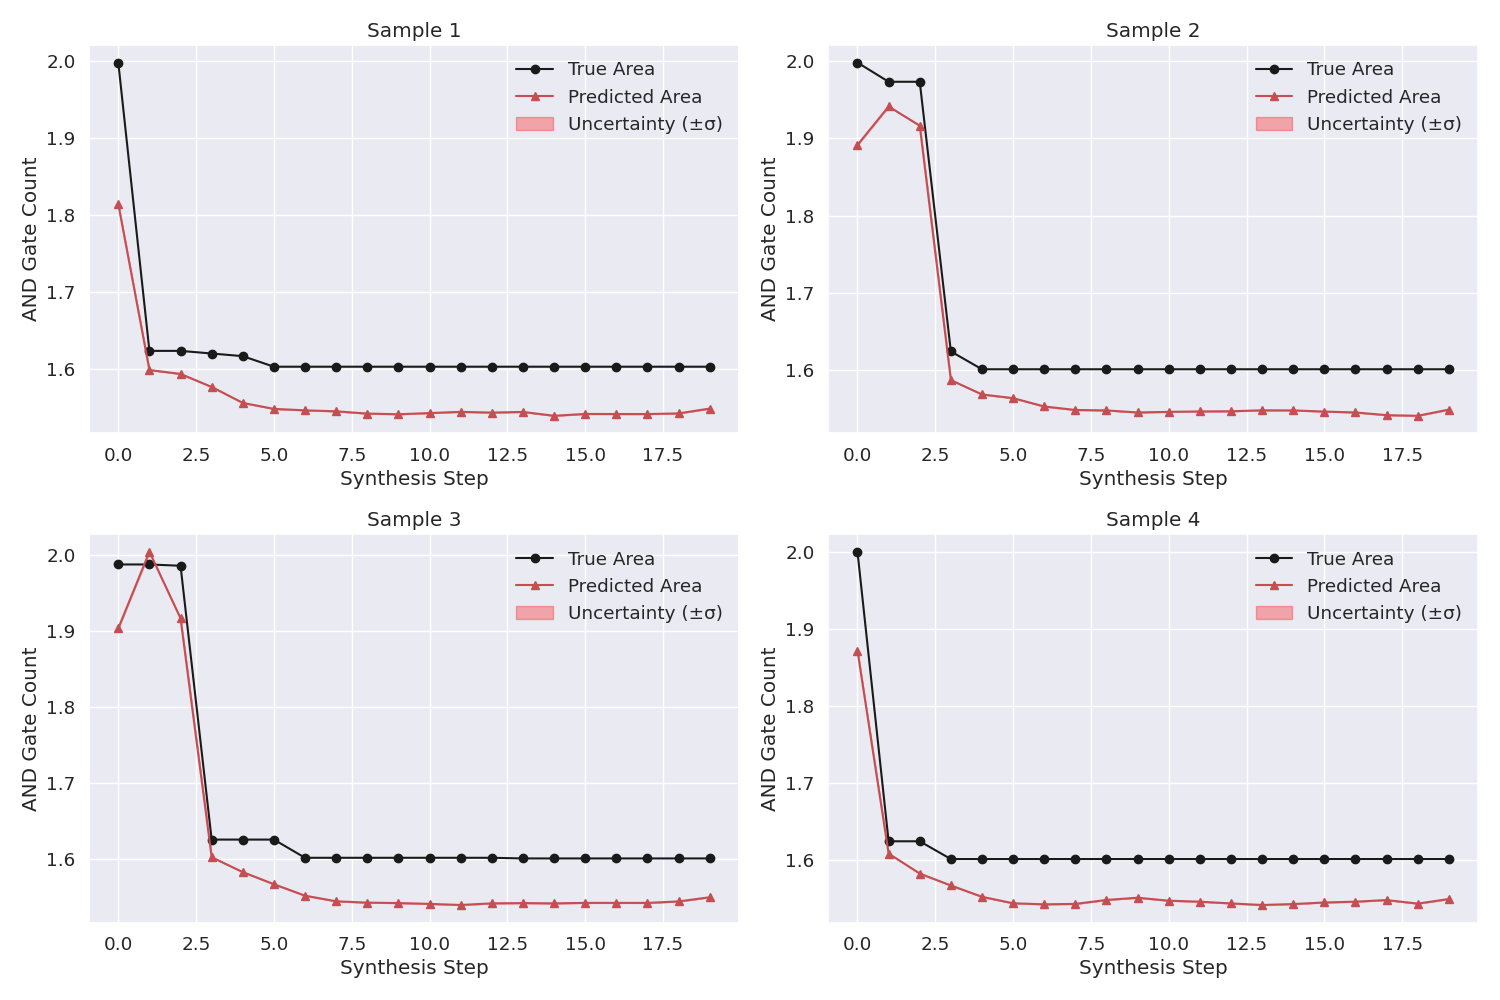 Sample 1
2.0
1.9
1.8
1.7
1.6
AND Gate Count
True Area
Predicted Area
Uncertainty (±σ)
0.0 2.5 5.0 7.5 10.0 12.5 15.0 17.5
Synthesis Step
Sample 2
2.0
1.9
1.8
1.7
1.6
AND Gate Count
True Area
Predicted Area
Uncertainty (±σ)
0.0 2.5 5.0 7.5 10.0 12.5 15.0 17.5
Synthesis Step
Sample 3
2.0
1.9
1.8
1.7
1.6
AND Gate Count
True Area
Predicted Area
Uncertainty (±σ)
0.0 2.5 5.0 7.5 10.0 12.5 15.0 17.5
Synthesis Step
Sample 4
2.0
1.9
1.8
1.7
1.6
AND Gate Count
True Area
Predicted Area
Uncertainty (±σ)
0.0 2.5 5.0 7.5 10.0 12.5 15.0 17.5
Synthesis Step